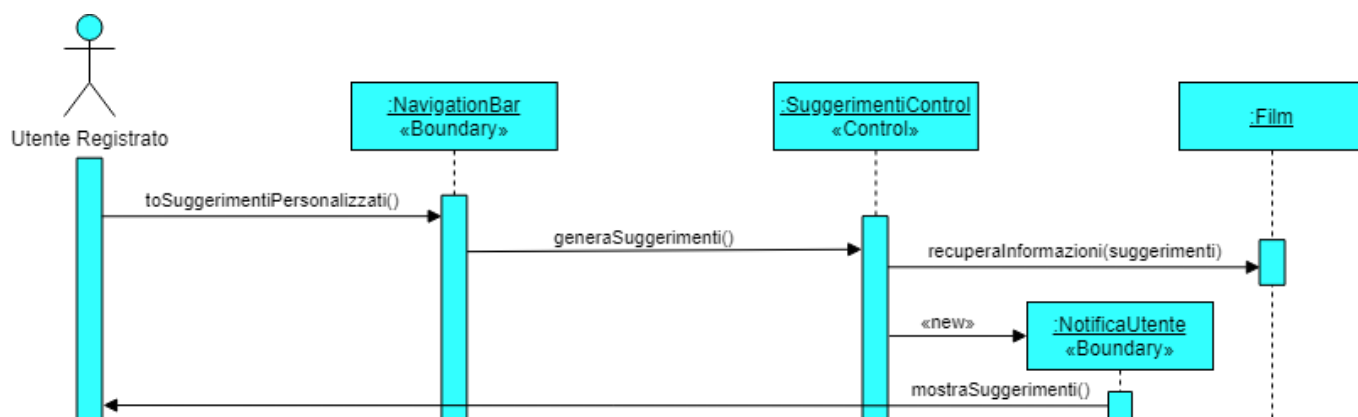 :NavigationBar
«Boundary»
:SuggerimentiControl
«Control»
:Film
Utente Registrato
toSuggerimentiPersonalizzati()
generaSuggerimenti()
recuperaInformazioni(suggerimenti)
«new»
:NotificaUtente
«Boundary»
mostraSuggerimenti()